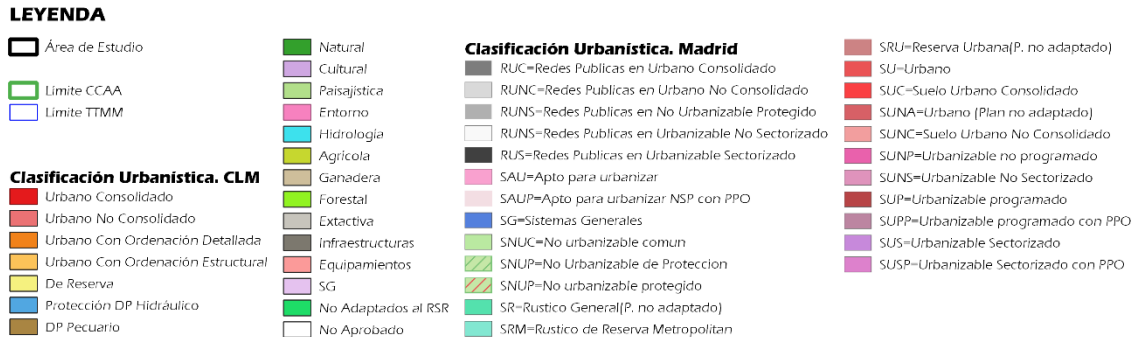 LEYENDA
Área de Estudio
Limite CCAA
Limite TTMM
Clasificación Urbanística. CLM
Urbano Consolidado
Urbano No Consolidado
Urbano Con Ordenación Detallada
Urbano Con Ordenación Estructural
De Reserva
Protección DP Hidráulico
DP Pecuario
Natural
Cultural
Paisajística
Entorno
Hidrología
Agricola
Ganadera
Forestal
Extactiva
Infraestructuras
Equipamientos
SG
No Adaptados al RSR
No Aprobado
Clasificación Urbanística. Madrid
RUC=Redes Publicas en Urbano Consolidado
RUNC=Redes Publicas en Urbano No Consolidado
RUNS=Redes Publicas en No Urbanizable Protegido
RUNS=Redes Publicas en Urbanizable No Sectorizado
RUS=Redes Publicas en Urbanizable Sectorizado
SAU=Apto para urbanizar
SAUP=Apto para urbanizar NSP con PPO
SG=Sistemas Generales
SNUC=No urbanizable comun
SNUP=No Urbanizable de Proteccion
SNUP=No urbanizable protegido
SR=Rustico General(P. no adaptado)
SRM=Rustico de Reserva Metropolitan
SRU=Reserva Urbana(P. no adaptado)
SU=Urbano
SUC=Suelo Urbano Consolidado
SUNA=Urbano (Plan no adaptado)
SUNC=Suelo Urbano No Consolidado
SUNP=Urbanizable no programado
SUNS=Urbanizable No Sectorizado
SUP=Urbanizable programado
SUPP=Urbanizable programado con PPO
SUS=Urbanizable Sectorizado
SUSP=Urbanizable Sectorizado con PPO